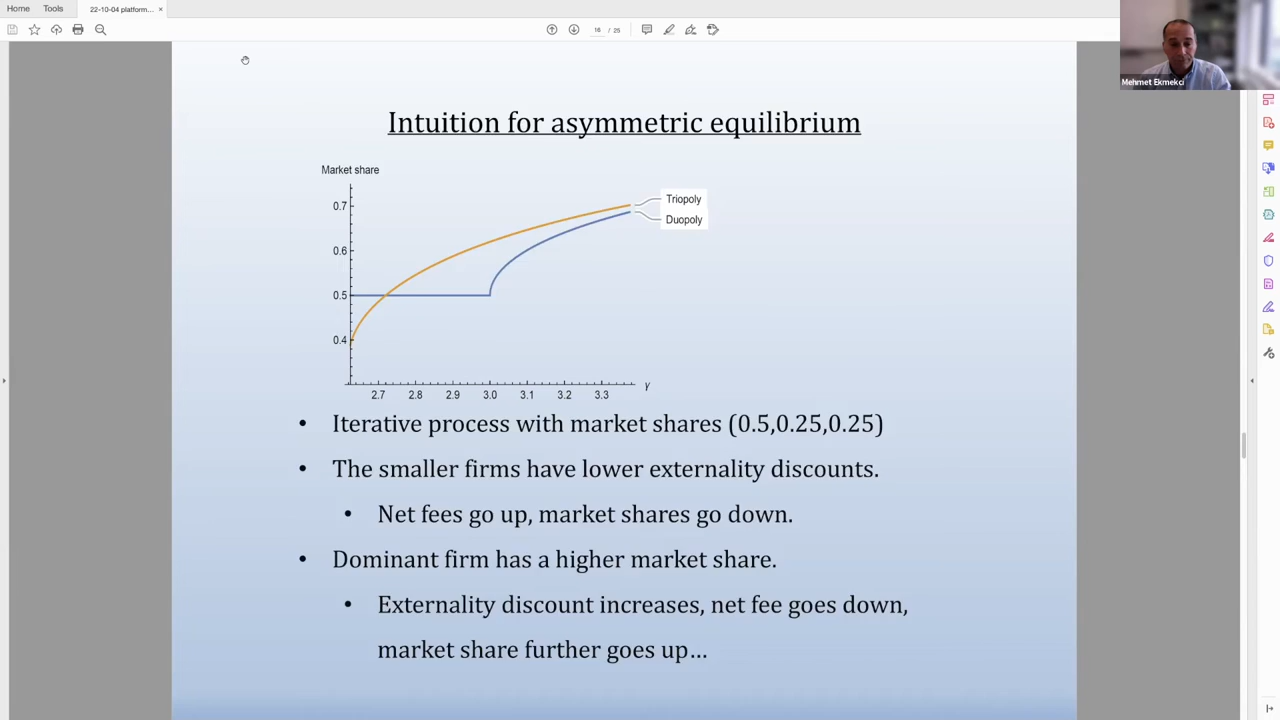 Home Tools 22-10-04 platform... ×
16 / 25
Mehmet Ekmekci
Intuition for asymmetric equilibrium
Market share
Triopoly
Duopoly
0.7
0.6
0.5
0.4
2.7 2.8 2.9 3.0 3.1 3.2 3.3 γ
• Iterative process with market shares (0.5,0.25,0.25)
• The smaller firms have lower externality discounts.
• Net fees go up, market shares go down.
• Dominant firm has a higher market share.
• Externality discount increases, net fee goes down,
market share further goes up…